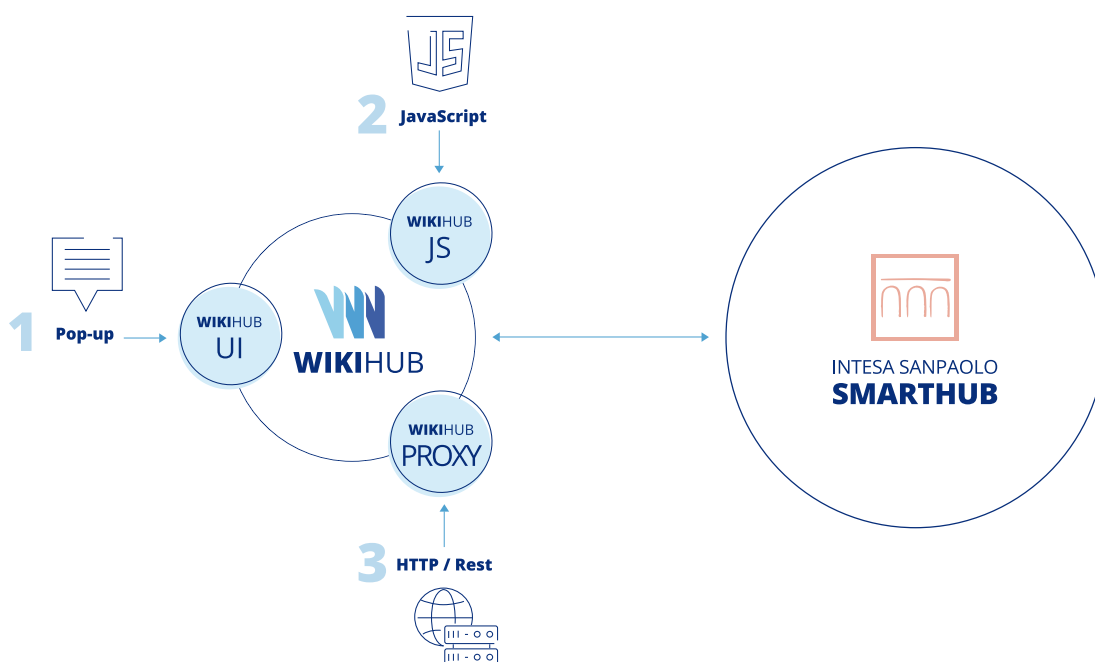 JS
2
JavaScript
WIKIHUB
JS
1
Pop-up
WIKIHUB
UI
WIKIHUB
INTESA SANPAOLO
SMARTHUB
WIKIHUB
PROXY
3
HTTP / Rest